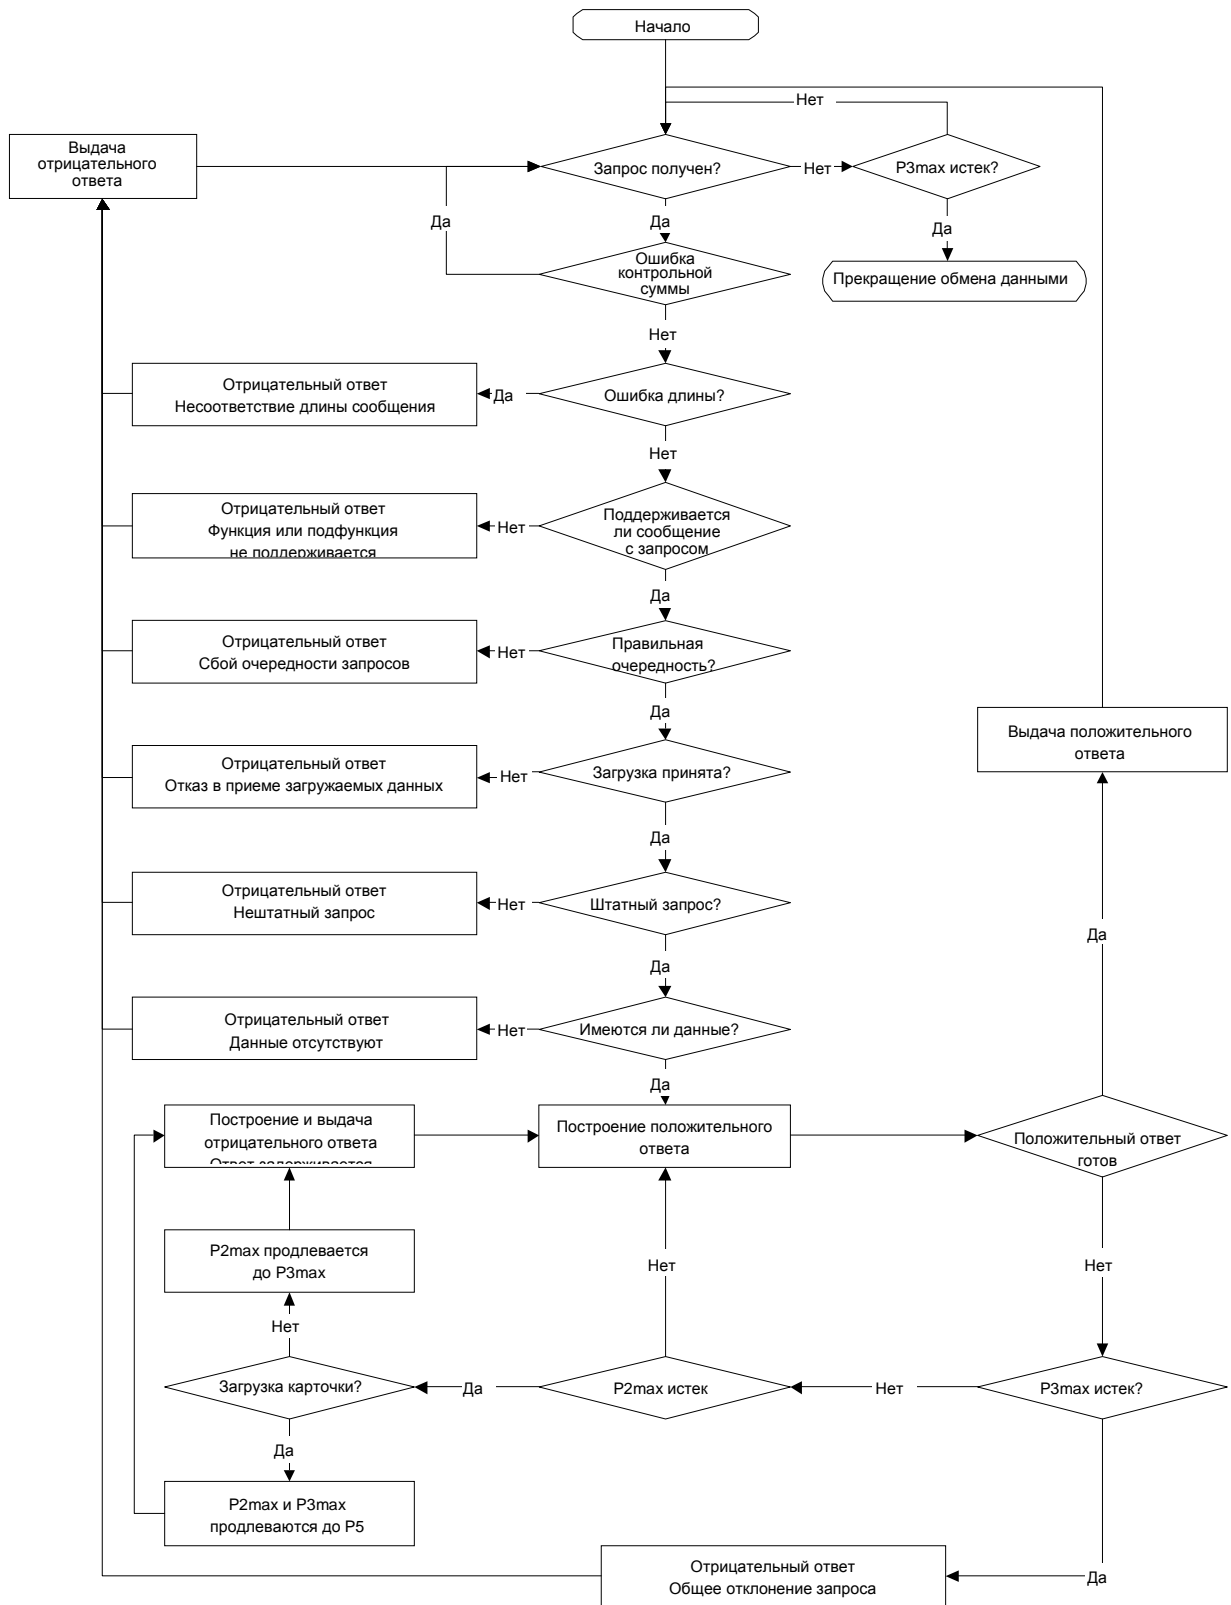 Начало
Нет
Выдача
отрицательного
ответа
Запрос получен?
Нет
P3max истек?
Да
Да
Да
Ошибка
контрольной
суммы
Прекращение обмена данными
Нет
Отрицательный ответ
Несоответствие длины сообщения
Да
Ошибка длины?
Нет
Отрицательный ответ
Функция или подфункция
не поддерживается
Нет
Поддерживается
ли сообщение
с запросом
Да
Отрицательный ответ
Сбой очередности запросов
Нет
Правильная
очередность?
Да
Выдача положительного
ответа
Отрицательный ответ
Отказ в приеме загружаемых данных
Нет
Загрузка принята?
Да
Отрицательный ответ
Нештатный запрос
Нет
Штатный запрос?
Да
Да
Отрицательный ответ
Данные отсутствуют
Нет
Имеются ли данные?
Да
Построение и выдача
отрицательного ответа
Ответ задерживается
Построение положительного
ответа
Положительный ответ
готов
P2max продлевается
до P3max
Нет
Нет
Нет
Загрузка карточки?
Да
P2max истек
Нет
P3max истек?
Да
P2max и P3max
продлеваются до P5
Отрицательный ответ
Общее отклонение запроса
Да